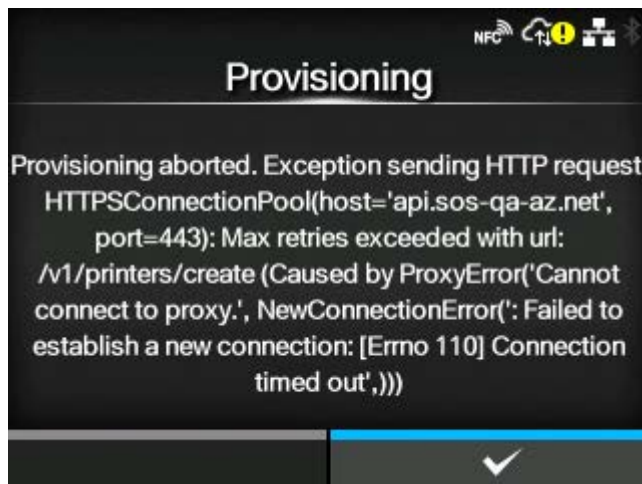 NFC
Provisioning
Provisioning aborted. Exception sending HTTP request
HTTPSConnectionPool(host='api.sos-qa-az.net',
port=443): Max retries exceeded with url:
/v1/printers/create (Caused by ProxyError('Cannot
connect to proxy.', NewConnectionError(': Failed to
establish a new connection: [Errno 110] Connection
timed out',)))